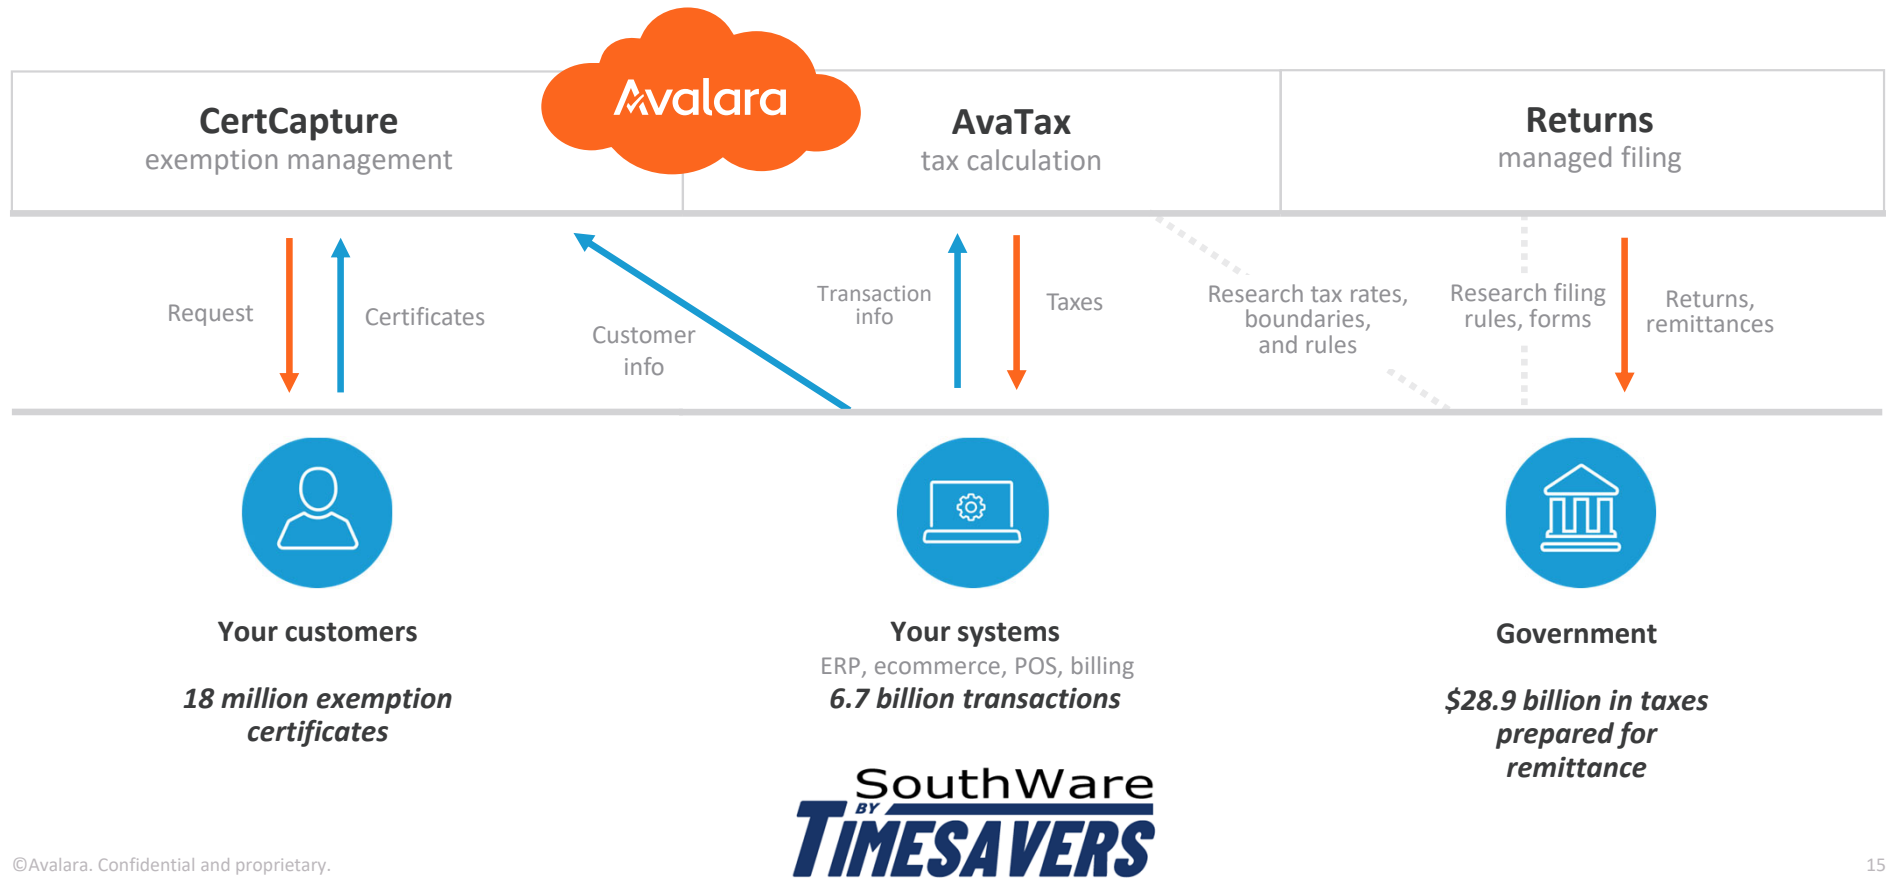 Avalara
CertCapture
exemption management
AvaTax
tax calculation
Returns
managed filing
Request
Certificates
Customer
info
Transaction
info
Taxes
Research tax rates,
boundaries,
and rules
Research filing
rules, forms
Returns,
remittances
Your customers
18 million exemption
certificates
Your systems
ERP, ecommerce, POS, billing
6.7 billion transactions
Government
$28.9 billion in taxes
prepared for
remittance
SouthWare
BY
TIMESAVERS
©Avalara. Confidential and proprietary.
15